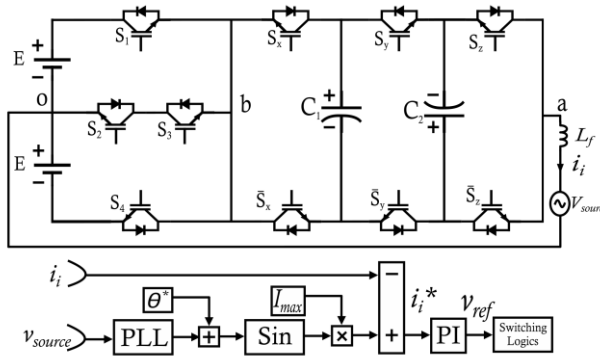 S1 Sx Sy Sz
E + −
o S2 S3 b C1 + − C2 − + a
Lf
ii
E + −
Vsource
S4 S̄x S̄y S̄z
ii −
θ* Imax ii* vref
vsource PLL + Sin × + PI Switching
Logics